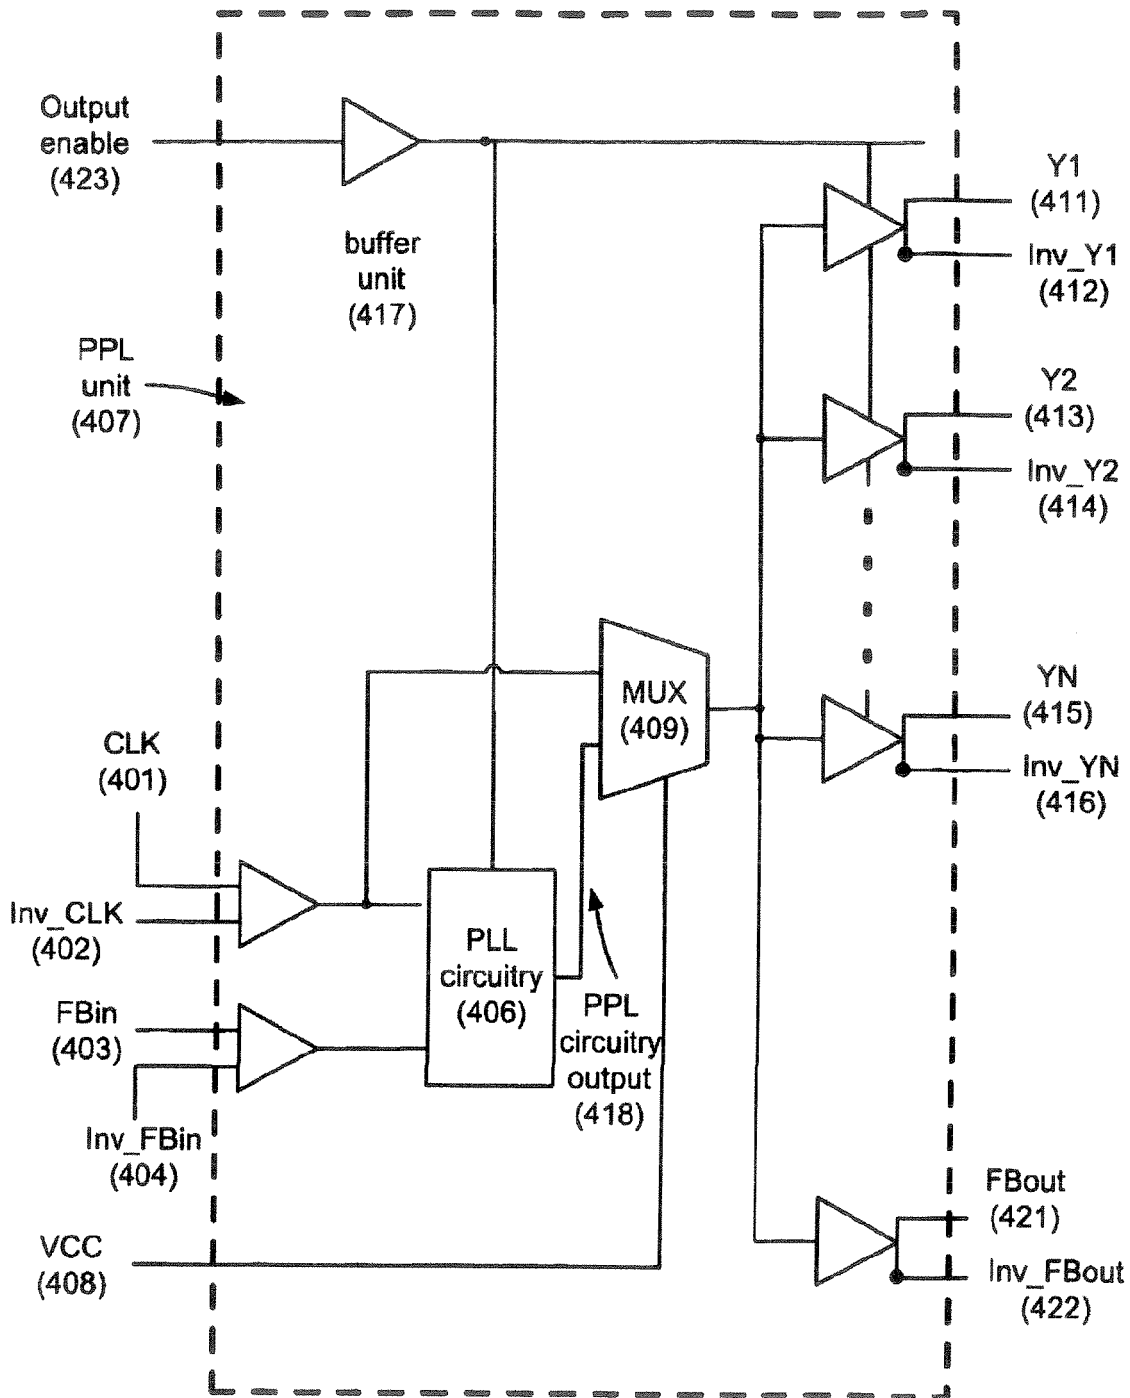 Output
enable
(423)
buffer
unit
(417)
PPL
unit
(407)
Y1
(411)
Inv_Y1
(412)
Y2
(413)
Inv_Y2
(414)
MUX
(409)
YN
(415)
Inv_YN
(416)
CLK
(401)
Inv_CLK
(402)
FBin
(403)
Inv_FBin
(404)
PLL
circuitry
(406)
PPL
circuitry
output
(418)
VCC
(408)
FBout
(421)
Inv_FBout
(422)